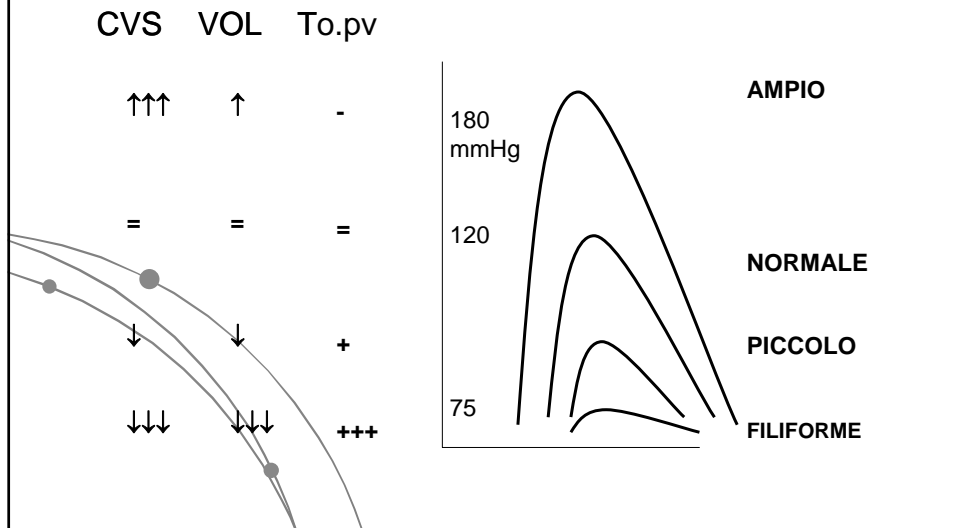 CVS VOL To.pv
↑↑↑ ↑ -
= = =
↓ ↓ +
↓↓↓ ↓↓↓ +++
180
mmHg
120
75
AMPIO
NORMALE
PICCOLO
FILIFORME